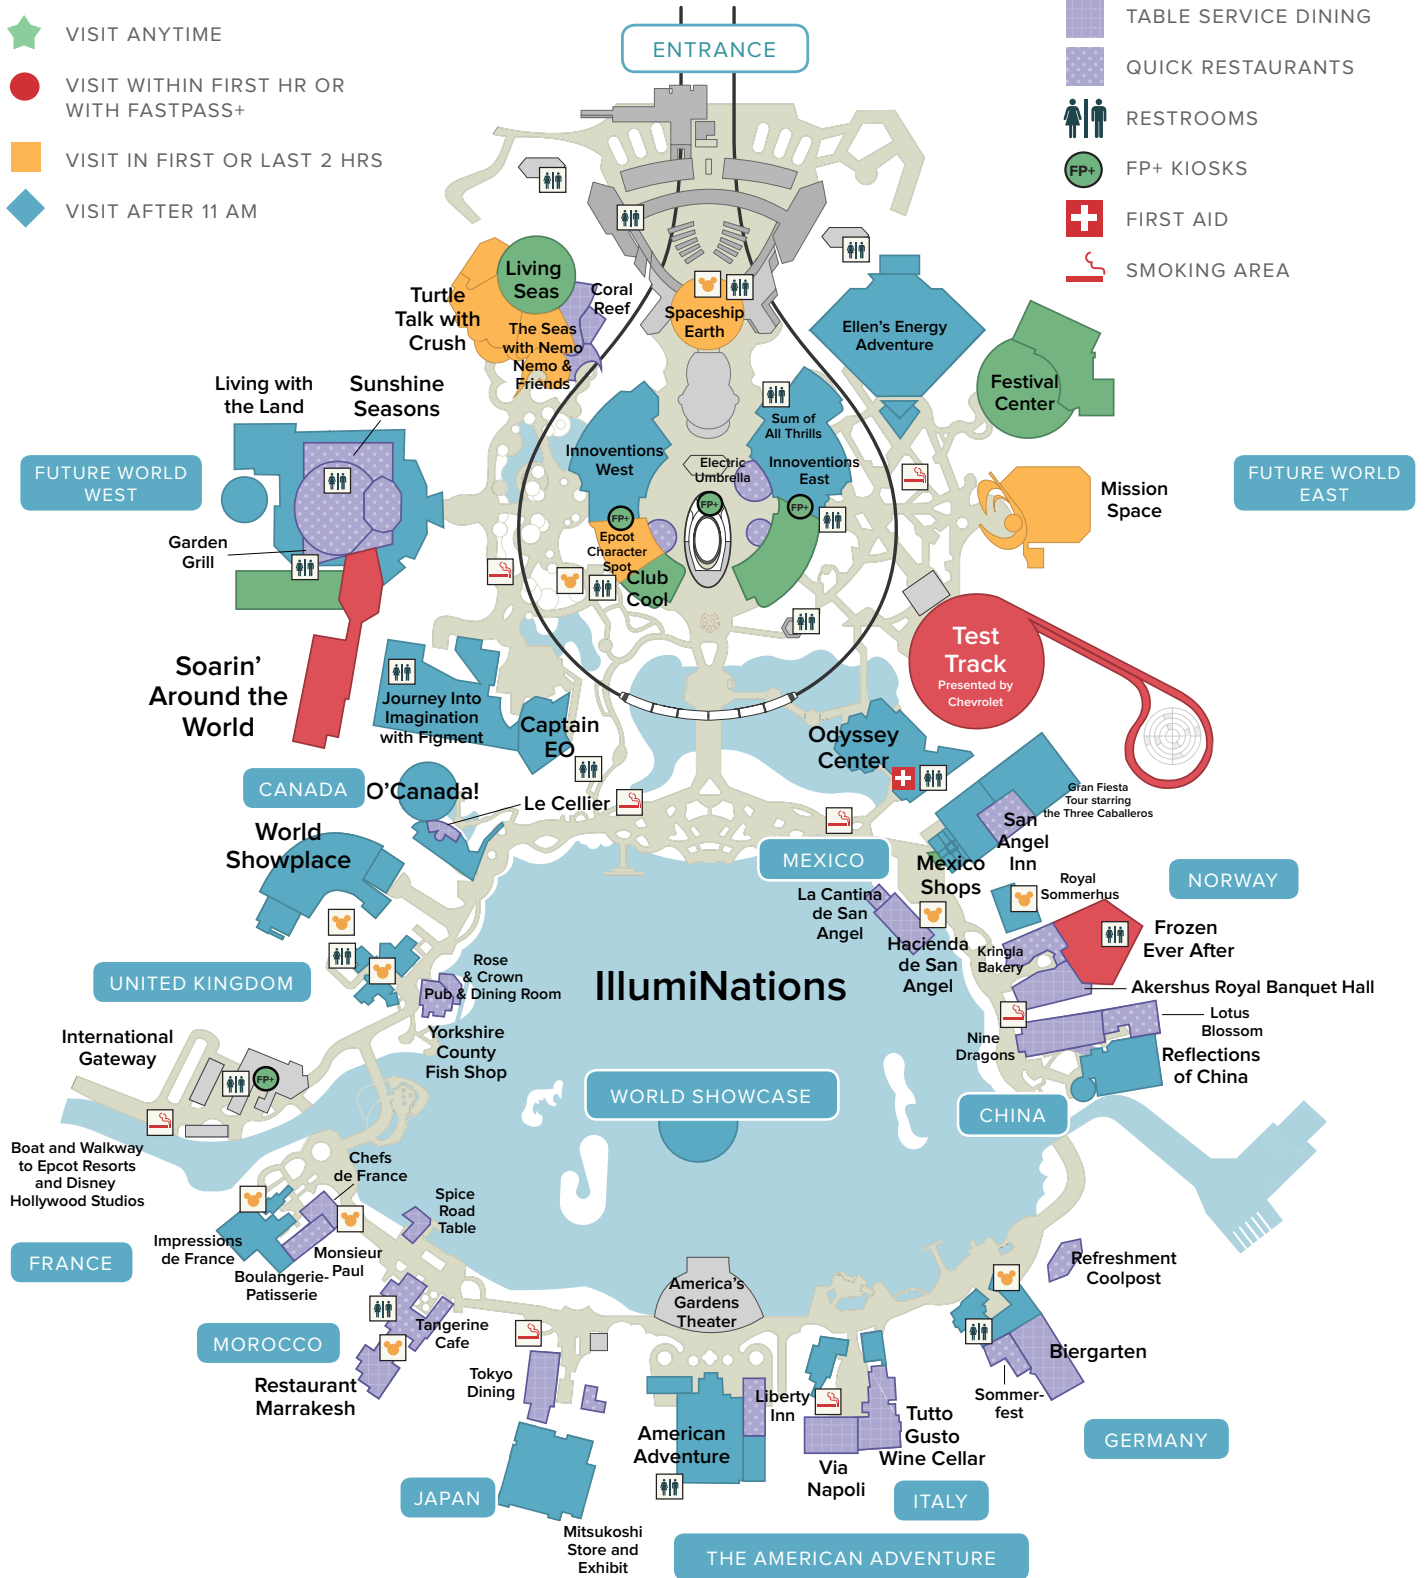 VISIT ANYTIME
VISIT WITHIN FIRST HR OR
WITH FASTPASS+
VISIT IN FIRST OR LAST 2 HRS
VISIT AFTER 11 AM
ENTRANCE
TABLE SERVICE DINING
QUICK RESTAURANTS
RESTROOMS
FP+
FP+ KIOSKS
FIRST AID
SMOKING AREA
Living
Seas
Turtle
Talk with
Crush
Coral
Reef
The Seas
with Nemo
Nemo &
Friends
Spaceship
Earth
Ellen's Energy
Adventure
Festival
Center
Living with
the Land
Sunshine
Seasons
Sum of
All Thrills
Innoventions
West
Electric
Umbrella
Innoventions
East
FUTURE WORLD
WEST
FUTURE WORLD
EAST
Mission
Space
FP+
FP+
FP+
Garden
Grill
Epcot
Character
Spot
Club
Cool
Test
Track
Presented by
Chevrolet
Soarin'
Around the
World
Journey Into
Imagination
with Figment
Captain
EO
Odyssey
Center
CANADA
O'Canada!
Le Cellier
Gran Fiesta
Tour starring
the Three Caballeros
San
Angel
Inn
World
Showplace
MEXICO
Mexico
Shops
Royal
Sommerhus
NORWAY
La Cantina
de San
Angel
Hacienda
de San
Angel
Kringla
Bakery
Frozen
Ever After
UNITED KINGDOM
Rose
& Crown
Pub & Dining Room
IllumiNations
Akershus Royal Banquet Hall
Lotus
Blossom
Yorkshire
County
Fish Shop
Nine
Dragons
Reflections
of China
International
Gateway
FP+
WORLD SHOWCASE
CHINA
Boat and Walkway
to Epcot Resorts
and Disney
Hollywood Studios
Chefs
de France
Spice
Road
Table
Impressions
de France
Monsieur
Paul
Boulangerie-
Patisserie
FRANCE
Refreshment
Coolpost
America's
Gardens
Theater
MOROCCO
Tangerine
Cafe
Restaurant
Marrakesh
Tokyo
Dining
Biergarten
Sommer-
fest
Liberty
Inn
American
Adventure
Tutto
Gusto
Wine Cellar
Via
Napoli
GERMANY
JAPAN
ITALY
Mitsukoshi
Store and
Exhibit
THE AMERICAN ADVENTURE